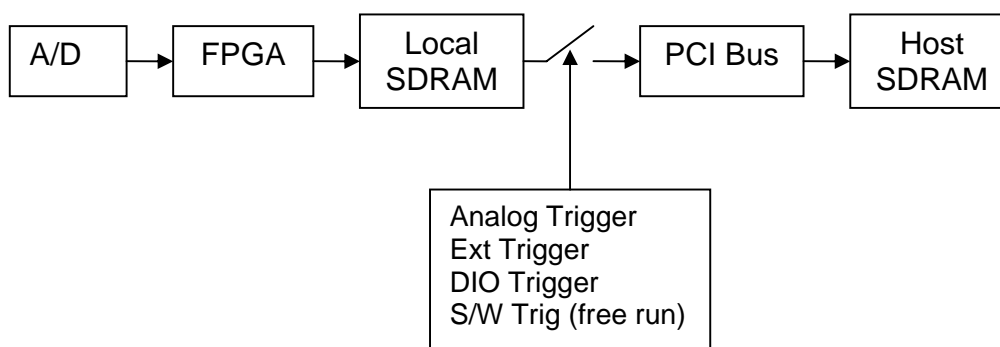 A/D
FPGA
Local
SDRAM
PCI Bus
Host
SDRAM
Analog Trigger
Ext Trigger
DIO Trigger
S/W Trig (free run)